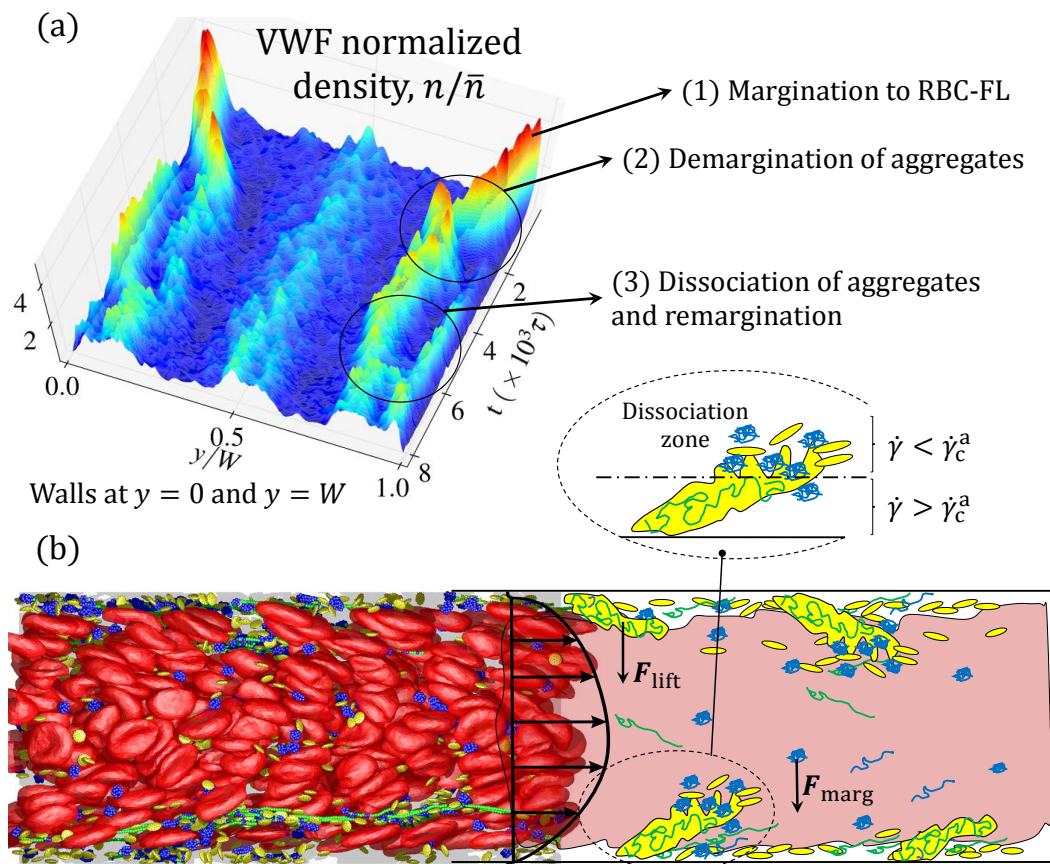 (a)
VWF normalized
density, n/n̄
(1) Margination to RBC-FL
(2) Demargination of aggregates
(3) Dissociation of aggregates
and remargination
4
2
0.0
0.5
1.0
y/W
2
4
6
8
t (× 10³τ)
Walls at y = 0 and y = W
Dissociation
zone
γ̇ < γ̇ᶜᵃ
γ̇ > γ̇ᶜᵃ
(b)
F_lift
F_marg